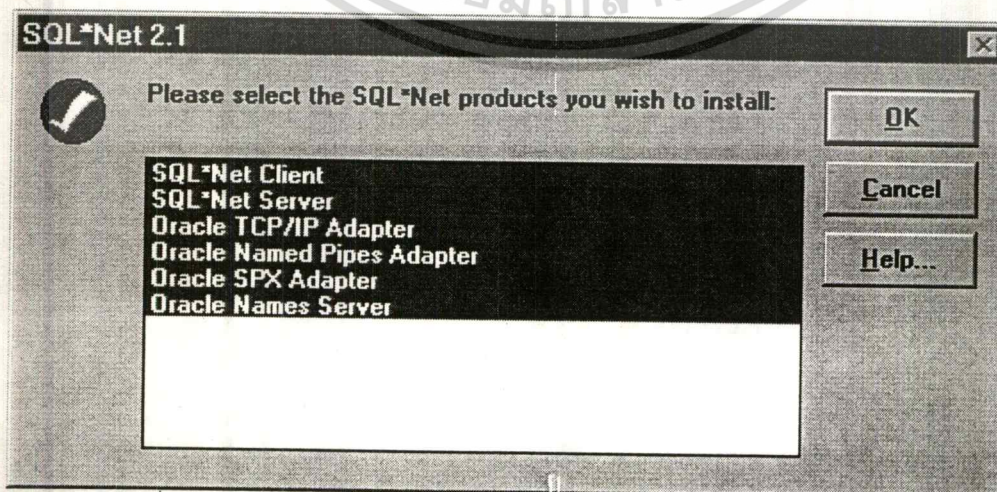 SQL*Net 2.1
Please select the SQL*Net products you wish to install:
SQL*Net Client
SQL*Net Server
Oracle TCP/IP Adapter
Oracle Named Pipes Adapter
Oracle SPX Adapter
Oracle Names Server
OK
Cancel
Help...